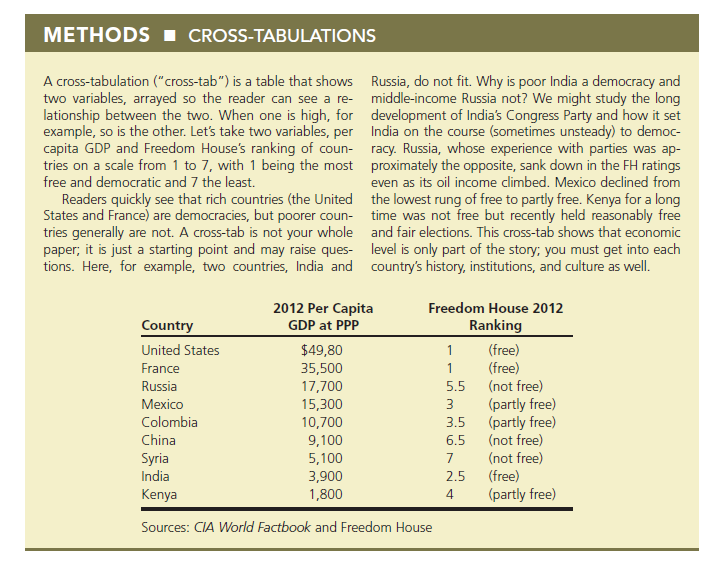 METHODS ■ CROSS-TABULATIONS
A cross-tabulation (“cross-tab”) is a table that shows
two variables, arrayed so the reader can see a re-
lationship between the two. When one is high, for
example, so is the other. Let’s take two variables, per
capita GDP and Freedom House’s ranking of coun-
tries on a scale from 1 to 7, with 1 being the most
free and democratic and 7 the least.
Readers quickly see that rich countries (the United
States and France) are democracies, but poorer coun-
tries generally are not. A cross-tab is not your whole
paper; it is just a starting point and may raise ques-
tions. Here, for example, two countries, India and
Russia, do not fit. Why is poor India a democracy and
middle-income Russia not? We might study the long
development of India’s Congress Party and how it set
India on the course (sometimes unsteady) to democ-
racy. Russia, whose experience with parties was ap-
proximately the opposite, sank down in the FH ratings
even as its oil income climbed. Mexico declined from
the lowest rung of free to partly free. Kenya for a long
time was not free but recently held reasonably free
and fair elections. This cross-tab shows that economic
level is only part of the story; you must get into each
country’s history, institutions, and culture as well.
2012 Per Capita Freedom House 2012
Country GDP at PPP Ranking
United States $49,80 1 (free)
France 35,500 1 (free)
Russia 17,700 5.5 (not free)
Mexico 15,300 3 (partly free)
Colombia 10,700 3.5 (partly free)
China 9,100 6.5 (not free)
Syria 5,100 7 (not free)
India 3,900 2.5 (free)
Kenya 1,800 4 (partly free)
Sources: CIA World Factbook and Freedom House